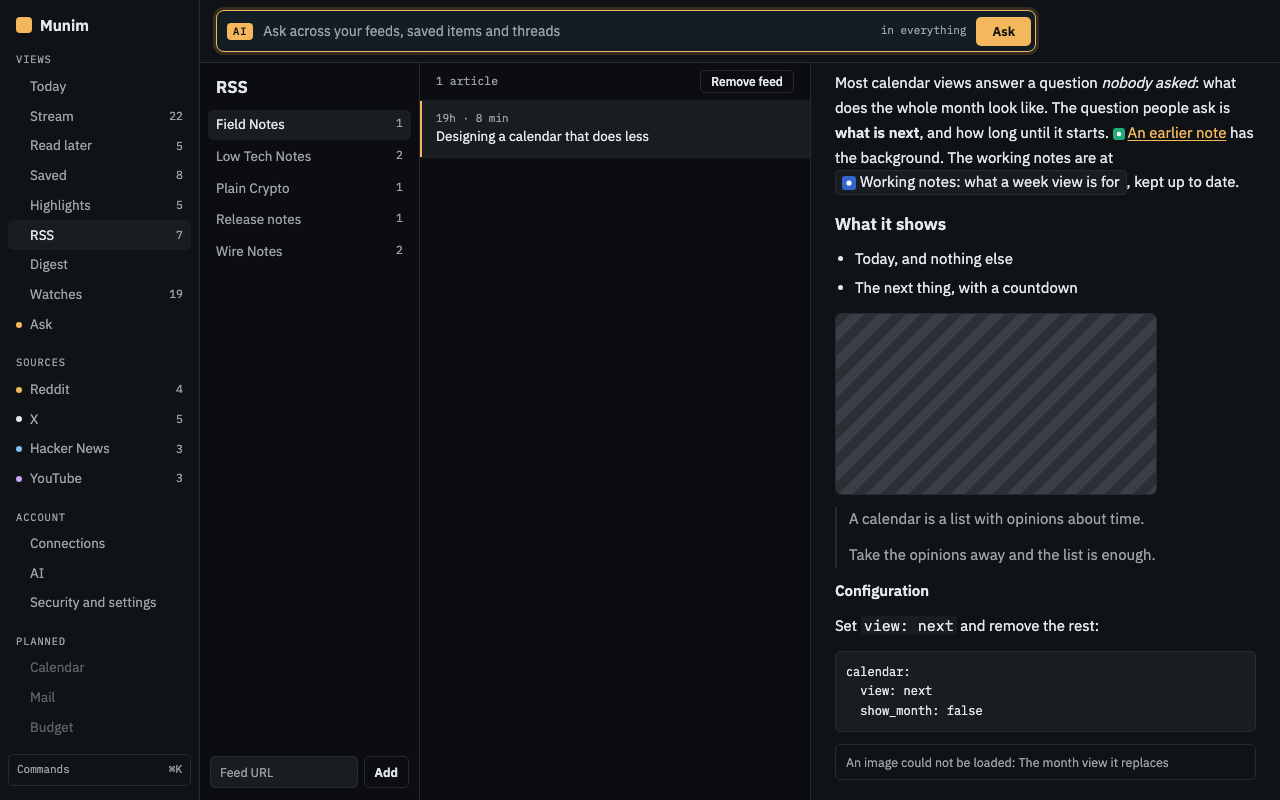 Munim
VIEWS
Today
Stream 22
Read later 5
Saved 8
Highlights 5
RSS 7
Digest
Watches 19
Ask
SOURCES
Reddit 4
X 5
Hacker News 3
YouTube 3
ACCOUNT
Connections
AI
Security and settings
PLANNED
Calendar
Mail
Budget
Commands ⌘K
AI Ask across your feeds, saved items and threads in everything Ask
RSS
Field Notes 1
Low Tech Notes 2
Plain Crypto 1
Release notes 1
Wire Notes 2
Feed URL Add
1 article Remove feed
19h · 8 min
Designing a calendar that does less
Most calendar views answer a question nobody asked: what
does the whole month look like. The question people ask is
what is next, and how long until it starts. An earlier note has
the background. The working notes are at
Working notes: what a week view is for , kept up to date.
What it shows
• Today, and nothing else
• The next thing, with a countdown
A calendar is a list with opinions about time.
Take the opinions away and the list is enough.
Configuration
Set view: next and remove the rest:
calendar:
  view: next
  show_month: false
An image could not be loaded: The month view it replaces